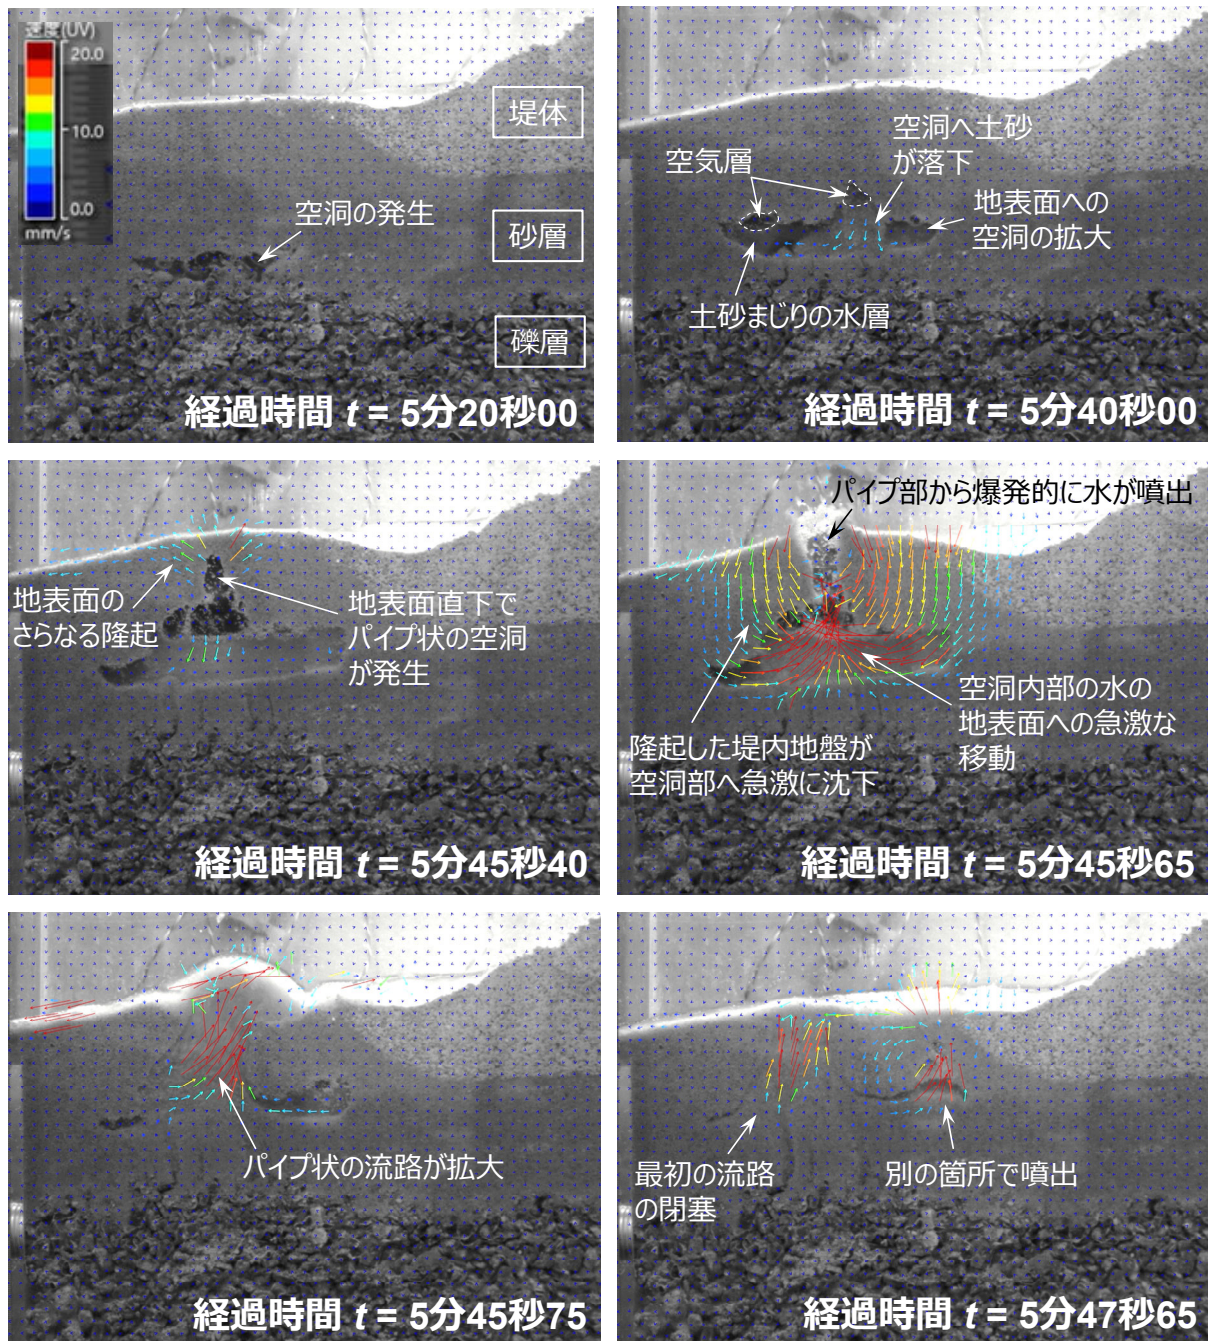 速度(UV)
20.0
10.0
0.0
mm/s
堤体
空洞の発生
砂層
礫層
経過時間 t = 5分20秒00
空洞へ土砂
が落下
空気層
地表面への
空洞の拡大
土砂まじりの水層
経過時間 t = 5分40秒00
地表面の
さらなる隆起
地表面直下で
パイプ状の空洞
が発生
経過時間 t = 5分45秒40
パイプ部から爆発的に水が噴出
空洞内部の水の
地表面への急激な
移動
隆起した堤内地盤が
空洞部へ急激に沈下
経過時間 t = 5分45秒65
パイプ状の流路が拡大
経過時間 t = 5分45秒75
最初の流路
の閉塞
別の箇所で噴出
経過時間 t = 5分47秒65